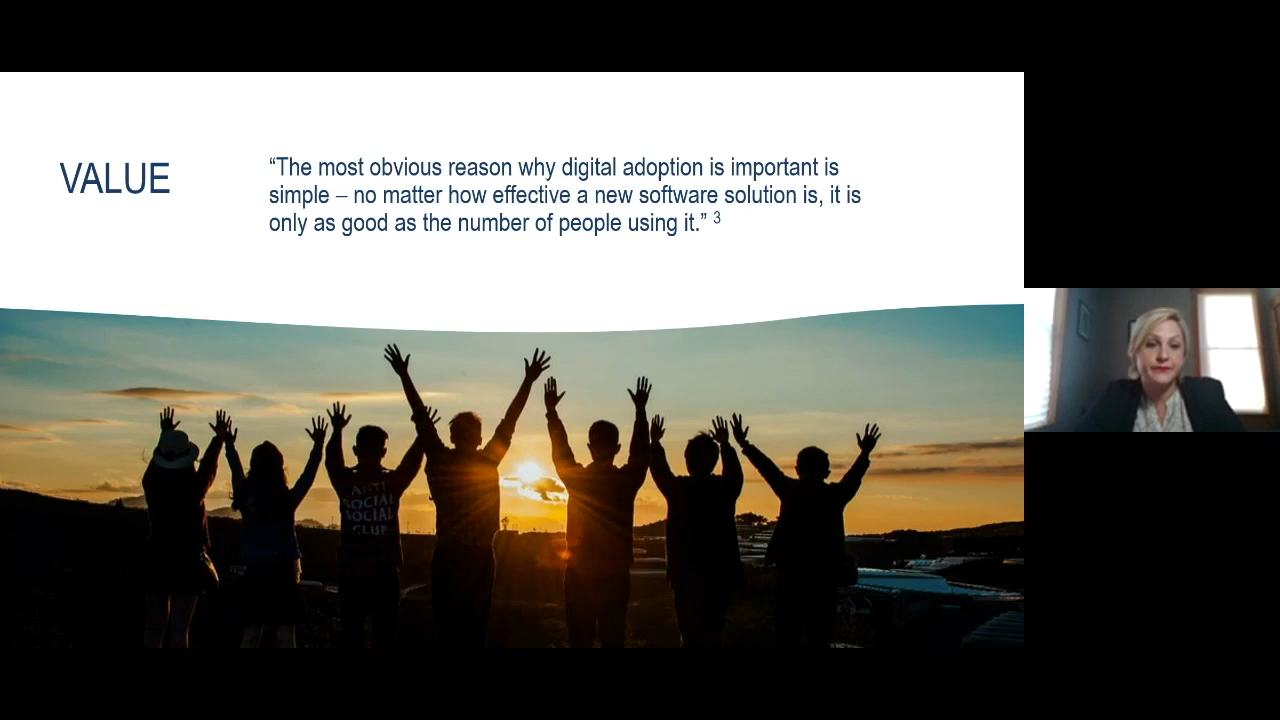 VALUE
“The most obvious reason why digital adoption is important is
simple – no matter how effective a new software solution is, it is
only as good as the number of people using it.” 3
ANTI
SOCIAL
SOCIAL
CLUB